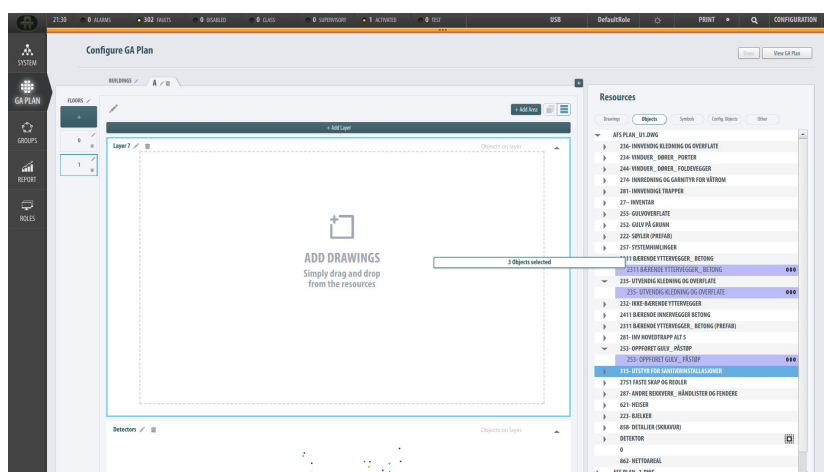 21:30 0 ALARMS 302 FAULTS 0 DISABLED 0 CLASS 0 SUPERVISORY 1 ACTIVATED 0 TEST USB DefaultRole PRINT CONFIGURATION
Configure GA Plan
Share View GA Plan
SYSTEM
GA PLAN
GROUPS
REPORT
ROLES
BUILDINGS A
FLOORS
+
0
1
+ Add Area
+ Add Layer
Layer 7 Objects on layer
ADD DRAWINGS
Simply drag and drop
from the resources
3 Objects selected
Detectors Objects on layer
Resources
Drawings Objects Symbols Config. Objects Other
AFS PLAN_U1.DWG
236- INNVENDIG KLEDNING OG OVERFLATE
234- VINDUER_ DØRER_ PORTER
244- VINDUER_ DØRER_ FOLDEVEGGER
274- INNREDNING OG GARNITYR FOR VÅTROM
281- INNVENDIGE TRAPPER
27-- INVENTAR
255- GULVOVERFLATE
252- GULV PÅ GRUNN
222- SØYLER (PREFAB)
257- SYSTEMHIMLINGER
2311 BÆRENDE YTTERVEGGER_ BETONG
2311 BÆRENDE YTTERVEGGER_ BETONG
235- UTVENDIG KLEDNING OG OVERFLATE
235- UTVENDIG KLEDNING OG OVERFLATE
232- IKKE-BÆRENDE YTTERVEGGER
2411 BÆRENDE INNERVEGGER BETONG
2311 BÆRENDE YTTERVEGGER_ BETONG (PREFAB)
281- INV HOVEDTRAPP ALT 5
253- OPPFORET GULV_ PÅSTØP
253- OPPFORET GULV_ PÅSTØP
315- UTSTYR FOR SANITÆRINSTALLASJONER
2751 FASTE SKAP OG REOLER
287- ANDRE REKKVERK_ HÅNDLISTER OG FENDERE
621- HEISER
223- BJELKER
858- DETALJER (SKRAVUR)
DETEKTOR
0
862- NETTOAREAL